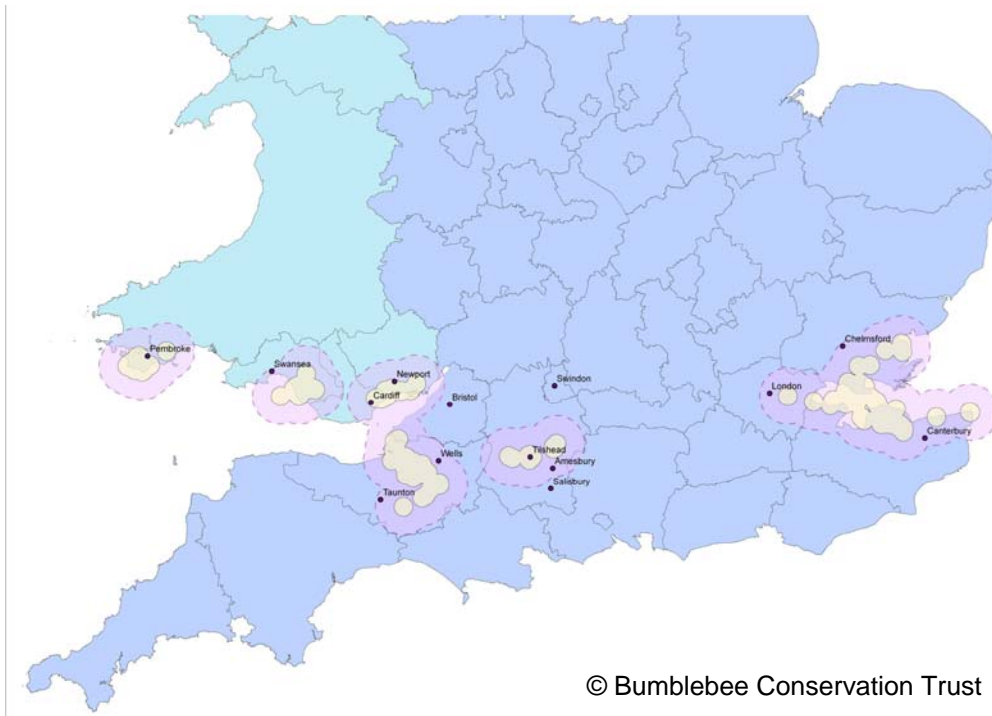 Chelmsford
Pembroke
Swansea
Newport
Swindon
London
Cardiff
Bristol
Canterbury
Wells
Tilshead
Amesbury
Salisbury
Taunton
© Bumblebee Conservation Trust